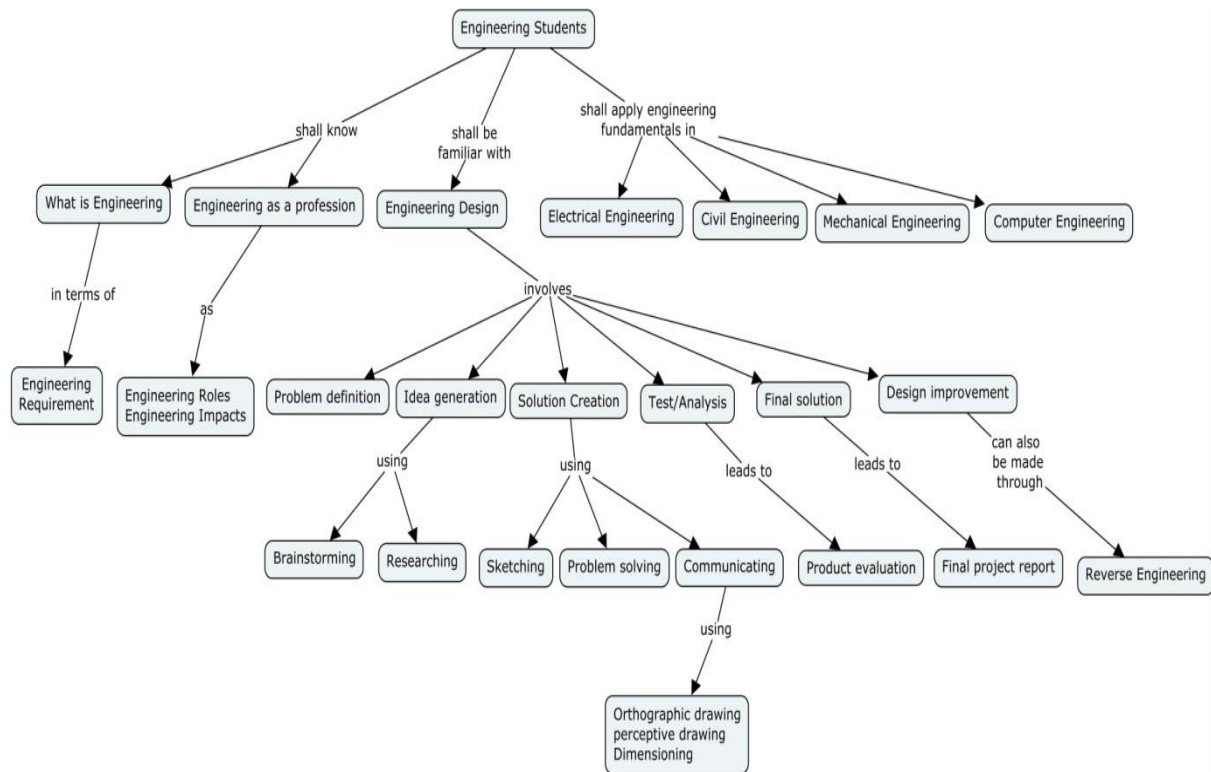 Engineering Students
shall know
shall be
familiar with
shall apply engineering
fundamentals in
What is Engineering
Engineering as a profession
Engineering Design
Electrical Engineering
Civil Engineering
Mechanical Engineering
Computer Engineering
in terms of
as
involves
Engineering
Requirement
Engineering Roles
Engineering Impacts
Problem definition
Idea generation
Solution Creation
Test/Analysis
Final solution
Design improvement
using
using
leads to
leads to
can also
be made
through
Brainstorming
Researching
Sketching
Problem solving
Communicating
Product evaluation
Final project report
Reverse Engineering
using
Orthographic drawing
perceptive drawing
Dimensioning